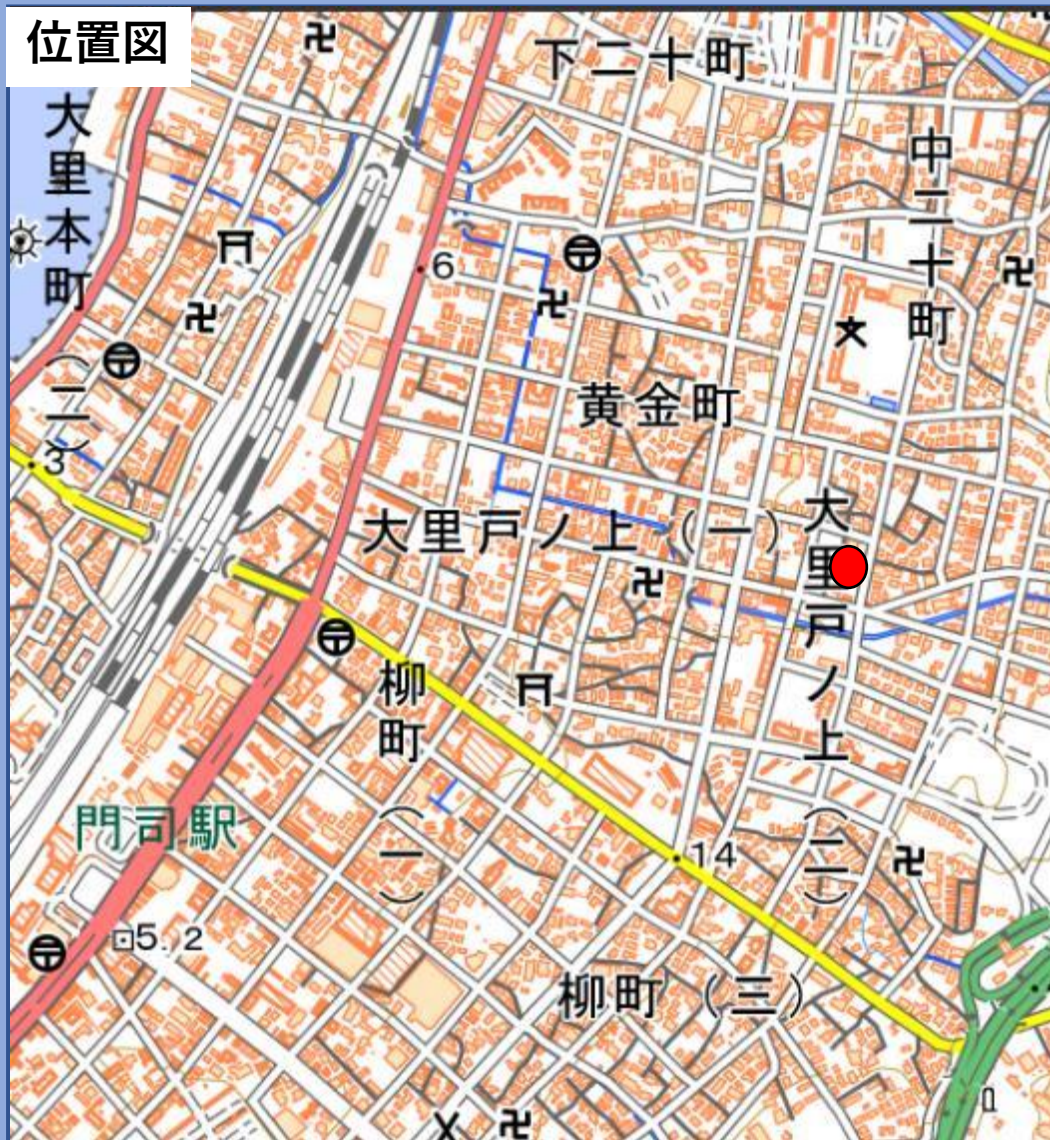 位置図
下二十町
大里本町(二)
中二十町
6
黄金町
3
大里戸ノ上(一)
大里戸ノ上(二)
柳町(一)
門司駅
14
5.2
柳町(三)